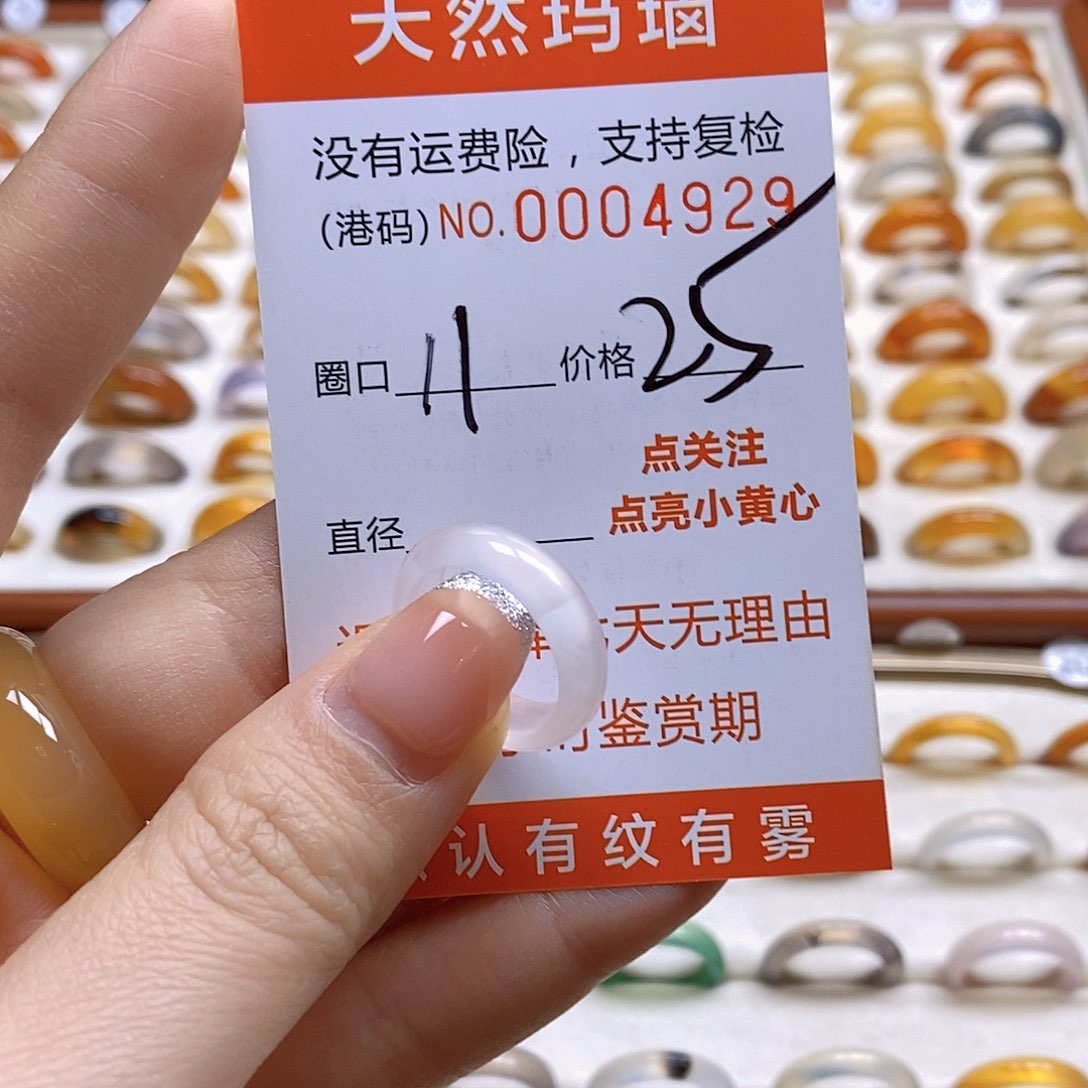 天然玛瑙
没有运费险，支持复检
(港码) NO. 0004929
圈口 11 价格 25
点关注
点亮小黄心
直径
天无理由
鉴赏期
认有纹有雾